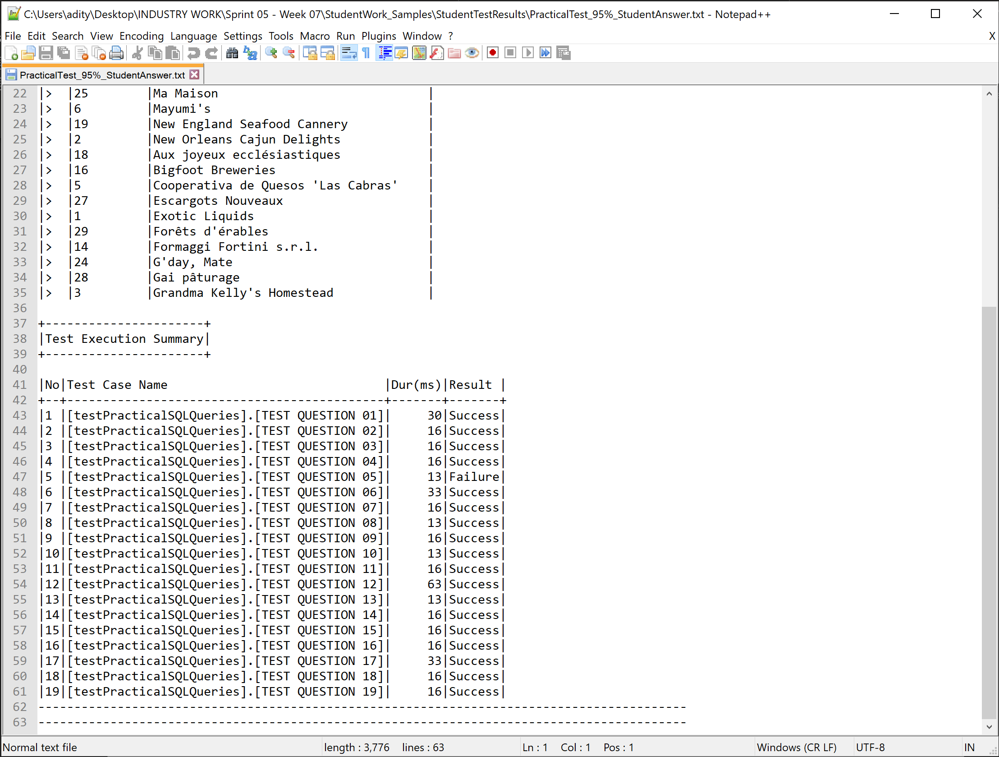 C:\Users\adity\Desktop\INDUSTRY WORK\Sprint 05 - Week 07\StudentWork_Samples\StudentTestResults\PracticalTest_95%_StudentAnswer.txt - Notepad++
File Edit Search View Encoding Language Settings Tools Macro Run Plugins Window ? X
PracticalTest_95%_StudentAnswer.txt
22 |>  |25        |Ma Maison                             |
23 |>  |6         |Mayumi's                              |
24 |>  |19        |New England Seafood Cannery           |
25 |>  |2         |New Orleans Cajun Delights            |
26 |>  |18        |Aux joyeux ecclésiastiques            |
27 |>  |16        |Bigfoot Breweries                     |
28 |>  |5         |Cooperativa de Quesos 'Las Cabras'    |
29 |>  |27        |Escargots Nouveaux                    |
30 |>  |1         |Exotic Liquids                        |
31 |>  |29        |Forêts d'érables                      |
32 |>  |14        |Formaggi Fortini s.r.l.               |
33 |>  |24        |G'day, Mate                           |
34 |>  |28        |Gai pâturage                          |
35 |>  |3         |Grandma Kelly's Homestead             |
36
37 +----------------------+
38 |Test Execution Summary|
39 +----------------------+
40
41 |No|Test Case Name                              |Dur(ms)|Result |
42 +--+--------------------------------------------+-------+-------+
43 |1 |[testPracticalSQLQueries].[TEST QUESTION 01]|     30|Success|
44 |2 |[testPracticalSQLQueries].[TEST QUESTION 02]|     16|Success|
45 |3 |[testPracticalSQLQueries].[TEST QUESTION 03]|     16|Success|
46 |4 |[testPracticalSQLQueries].[TEST QUESTION 04]|     16|Success|
47 |5 |[testPracticalSQLQueries].[TEST QUESTION 05]|     13|Failure|
48 |6 |[testPracticalSQLQueries].[TEST QUESTION 06]|     33|Success|
49 |7 |[testPracticalSQLQueries].[TEST QUESTION 07]|     16|Success|
50 |8 |[testPracticalSQLQueries].[TEST QUESTION 08]|     13|Success|
51 |9 |[testPracticalSQLQueries].[TEST QUESTION 09]|     16|Success|
52 |10|[testPracticalSQLQueries].[TEST QUESTION 10]|     13|Success|
53 |11|[testPracticalSQLQueries].[TEST QUESTION 11]|     16|Success|
54 |12|[testPracticalSQLQueries].[TEST QUESTION 12]|     63|Success|
55 |13|[testPracticalSQLQueries].[TEST QUESTION 13]|     13|Success|
56 |14|[testPracticalSQLQueries].[TEST QUESTION 14]|     16|Success|
57 |15|[testPracticalSQLQueries].[TEST QUESTION 15]|     16|Success|
58 |16|[testPracticalSQLQueries].[TEST QUESTION 16]|     16|Success|
59 |17|[testPracticalSQLQueries].[TEST QUESTION 17]|     33|Success|
60 |18|[testPracticalSQLQueries].[TEST QUESTION 18]|     16|Success|
61 |19|[testPracticalSQLQueries].[TEST QUESTION 19]|     16|Success|
62 ------------------------------------------------------------------------------------------
63 ------------------------------------------------------------------------------------------
Normal text file length : 3,776 lines : 63 Ln : 1 Col : 1 Pos : 1 Windows (CR LF) UTF-8 IN